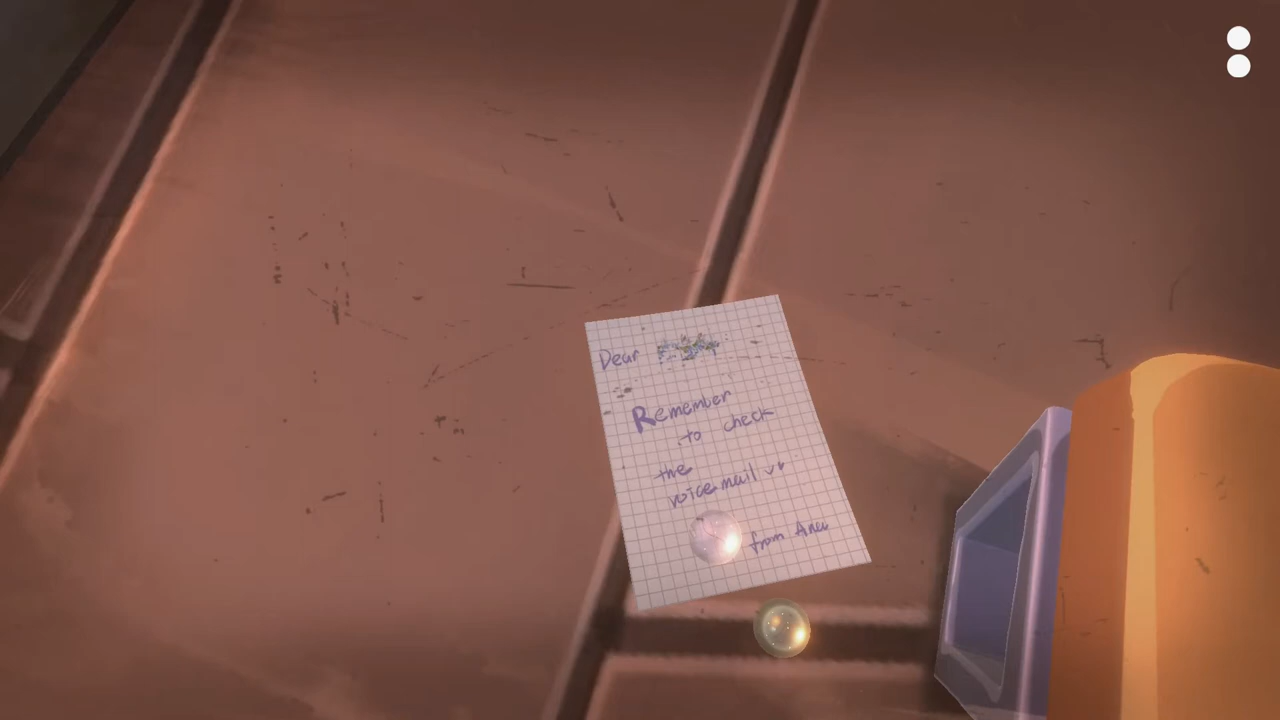 Dear
Remember
to check
the
voicemail
from